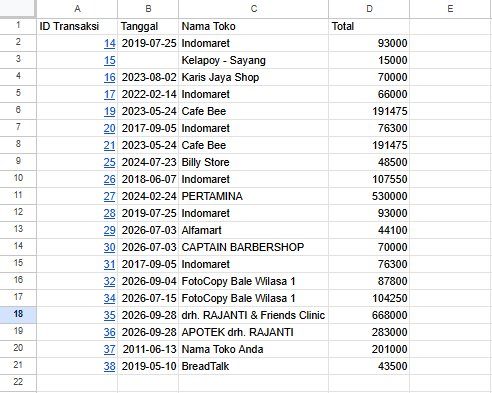 A B C D E
1 ID Transaksi Tanggal Nama Toko Total
2 14 2019-07-25 Indomaret 93000
3 15 Kelapoy - Sayang 15000
4 16 2023-08-02 Karis Jaya Shop 70000
5 17 2022-02-14 Indomaret 66000
6 19 2023-05-24 Cafe Bee 191475
7 20 2017-09-05 Indomaret 76300
8 21 2023-05-24 Cafe Bee 191475
9 25 2024-07-23 Billy Store 48500
10 26 2018-06-07 Indomaret 107550
11 27 2024-02-24 PERTAMINA 530000
12 28 2019-07-25 Indomaret 93000
13 29 2026-07-03 Alfamart 44100
14 30 2026-07-03 CAPTAIN BARBERSHOP 70000
15 31 2017-09-05 Indomaret 76300
16 32 2026-09-04 FotoCopy Bale Wilasa 1 87800
17 34 2026-07-15 FotoCopy Bale Wilasa 1 104250
18 35 2026-09-28 drh. RAJANTI & Friends Clinic 668000
19 36 2026-09-28 APOTEK drh. RAJANTI 283000
20 37 2011-06-13 Nama Toko Anda 201000
21 38 2019-05-10 BreadTalk 43500
22